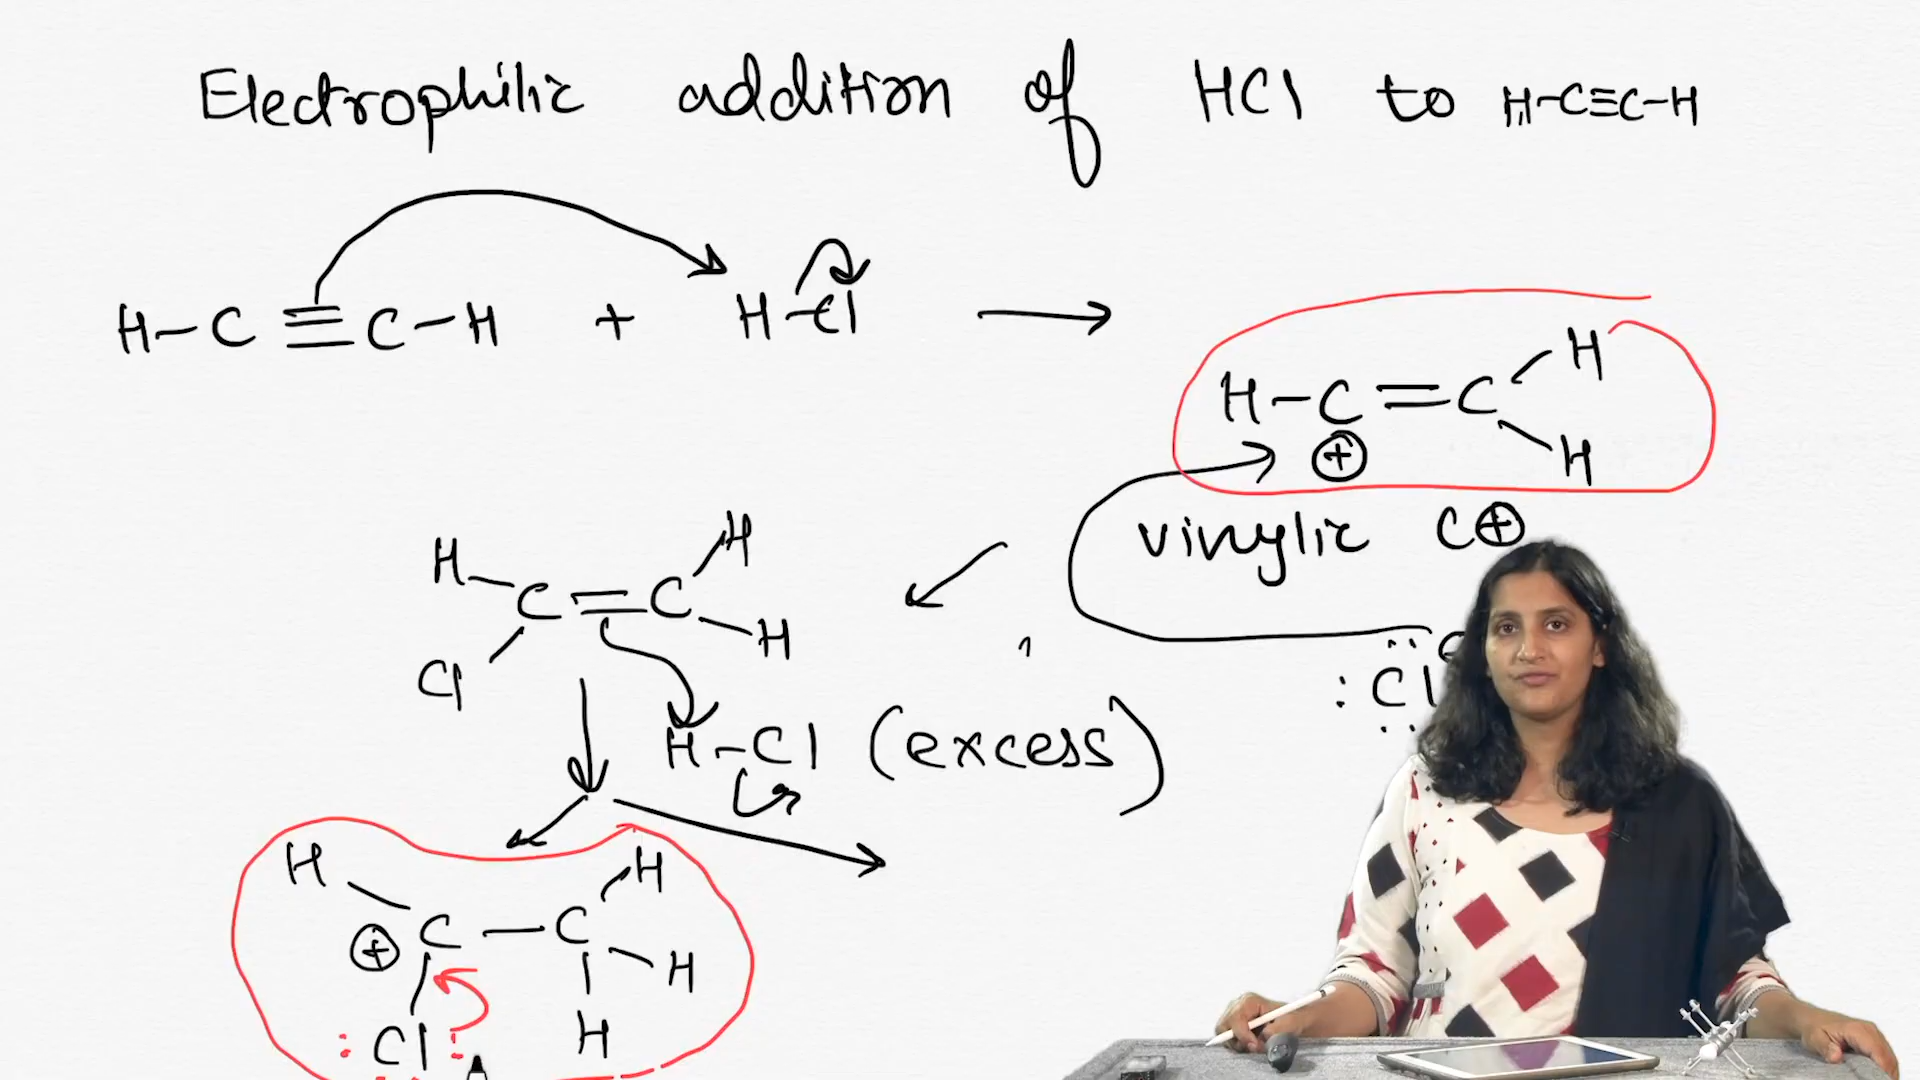 Electrophilic addition of HCl to H-C≡C-H
H-C≡C-H + H-Cl →
H-C=C
H
H
⊕
vinylic C⊕
H
C=C
H
Cl
H
:Cl
H-Cl (excess)
H
H
⊕ C-C
H
:Cl:
H